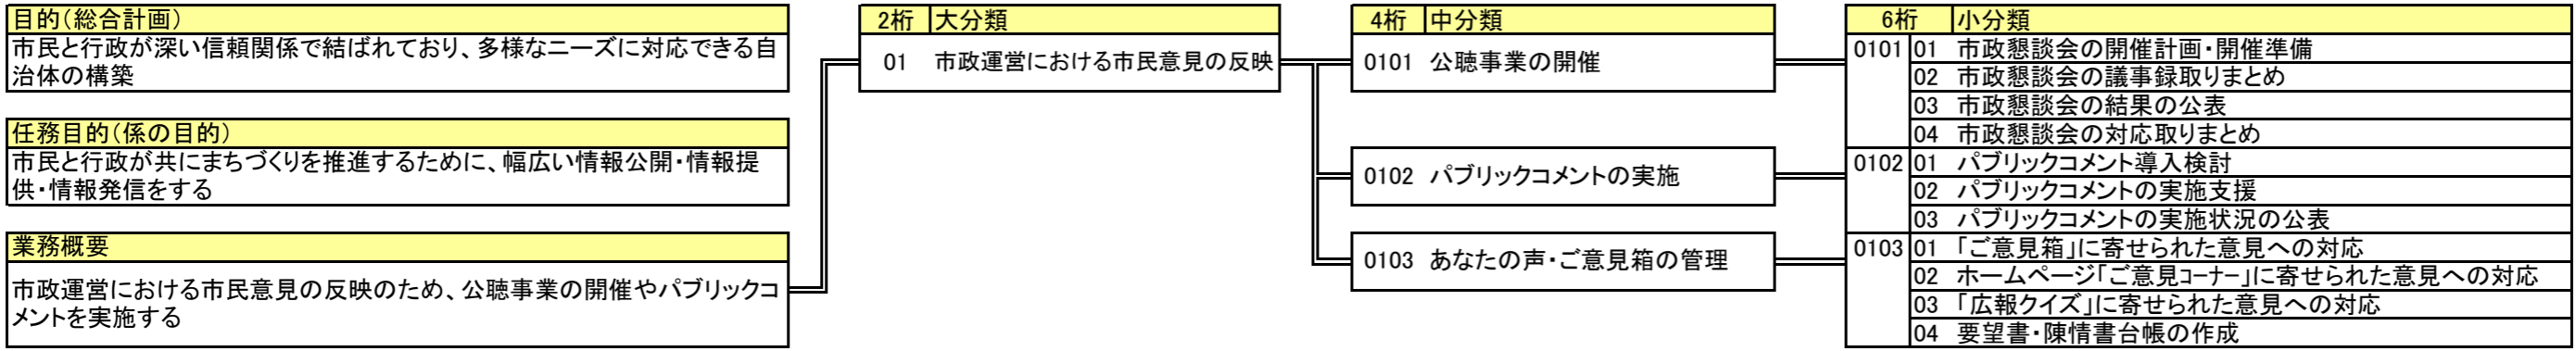 目的(総合計画)
市民と行政が深い信頼関係で結ばれており、多様なニーズに対応できる自
治体の構築
任務目的(係の目的)
市民と行政が共にまちづくりを推進するために、幅広い情報公開・情報提
供・情報発信をする
業務概要
市政運営における市民意見の反映のため、公聴事業の開催やパブリックコ
メントを実施する
2桁 大分類
01 市政運営における市民意見の反映
4桁 中分類
0101 公聴事業の開催
0102 パブリックコメントの実施
0103 あなたの声・ご意見箱の管理
6桁 小分類
0101 01 市政懇談会の開催計画・開催準備
02 市政懇談会の議事録取りまとめ
03 市政懇談会の結果の公表
04 市政懇談会の対応取りまとめ
0102 01 パブリックコメント導入検討
02 パブリックコメントの実施支援
03 パブリックコメントの実施状況の公表
0103 01 「ご意見箱」に寄せられた意見への対応
02 ホームページ「ご意見ｺｰﾅｰ」に寄せられた意見への対応
03 「広報クイズ」に寄せられた意見への対応
04 要望書・陳情書台帳の作成